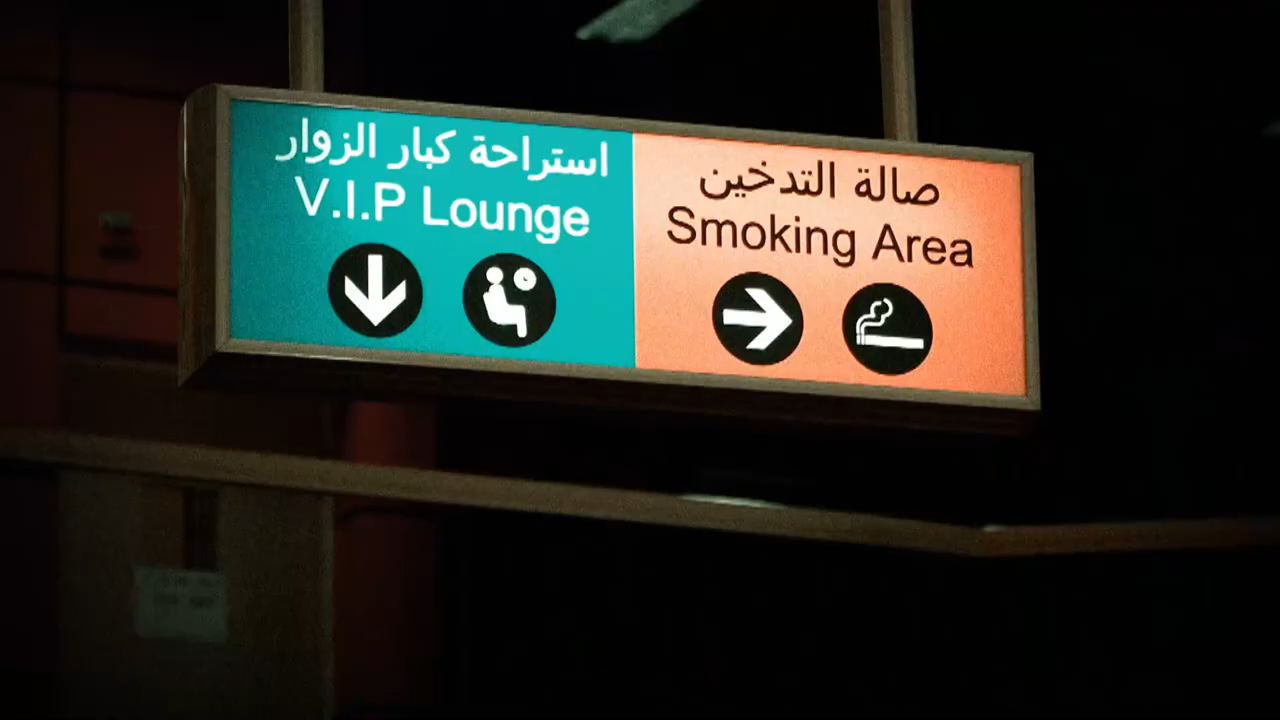 استراحة كبار الزوار
V.I.P Lounge
صالة التدخين
Smoking Area